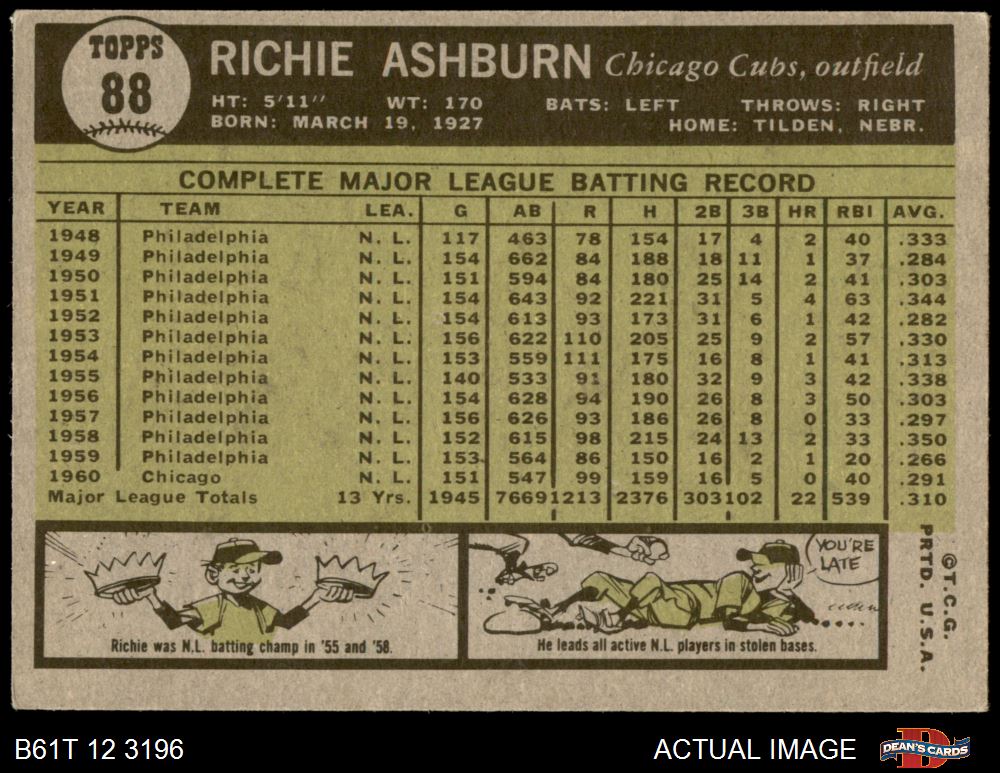 TOPPS
88
RICHIE ASHBURN Chicago Cubs, outfield
HT: 5'11" WT: 170 BATS: LEFT THROWS: RIGHT
BORN: MARCH 19, 1927 HOME: TILDEN, NEBR.
COMPLETE MAJOR LEAGUE BATTING RECORD
YEAR TEAM LEA. G AB R H 2B 3B HR RBI AVG.
1948 Philadelphia N. L. 117 463 78 154 17 4 2 40 .333
1949 Philadelphia N. L. 154 662 84 188 18 11 1 37 .284
1950 Philadelphia N. L. 151 594 84 180 25 14 2 41 .303
1951 Philadelphia N. L. 154 643 92 221 31 5 4 63 .344
1952 Philadelphia N. L. 154 613 93 173 31 6 1 42 .282
1953 Philadelphia N. L. 156 622 110 205 25 9 2 57 .330
1954 Philadelphia N. L. 153 559 111 175 16 8 1 41 .313
1955 Philadelphia N. L. 140 533 91 180 32 9 3 42 .338
1956 Philadelphia N. L. 154 628 94 190 26 8 3 50 .303
1957 Philadelphia N. L. 156 626 93 186 26 8 0 33 .297
1958 Philadelphia N. L. 152 615 98 215 24 13 2 33 .350
1959 Philadelphia N. L. 153 564 86 150 16 2 1 20 .266
1960 Chicago N. L. 151 547 99 159 16 5 0 40 .291
Major League Totals 13 Yrs. 1945 7669 1213 2376 303 102 22 539 .310
Richie was N.L. batting champ in '55 and '58.
YOU'RE
LATE
He leads all active N.L. players in stolen bases.
©T.C.G.
PRTD. U.S.A.
B61T 12 3196
ACTUAL IMAGE
DEAN'S CARDS